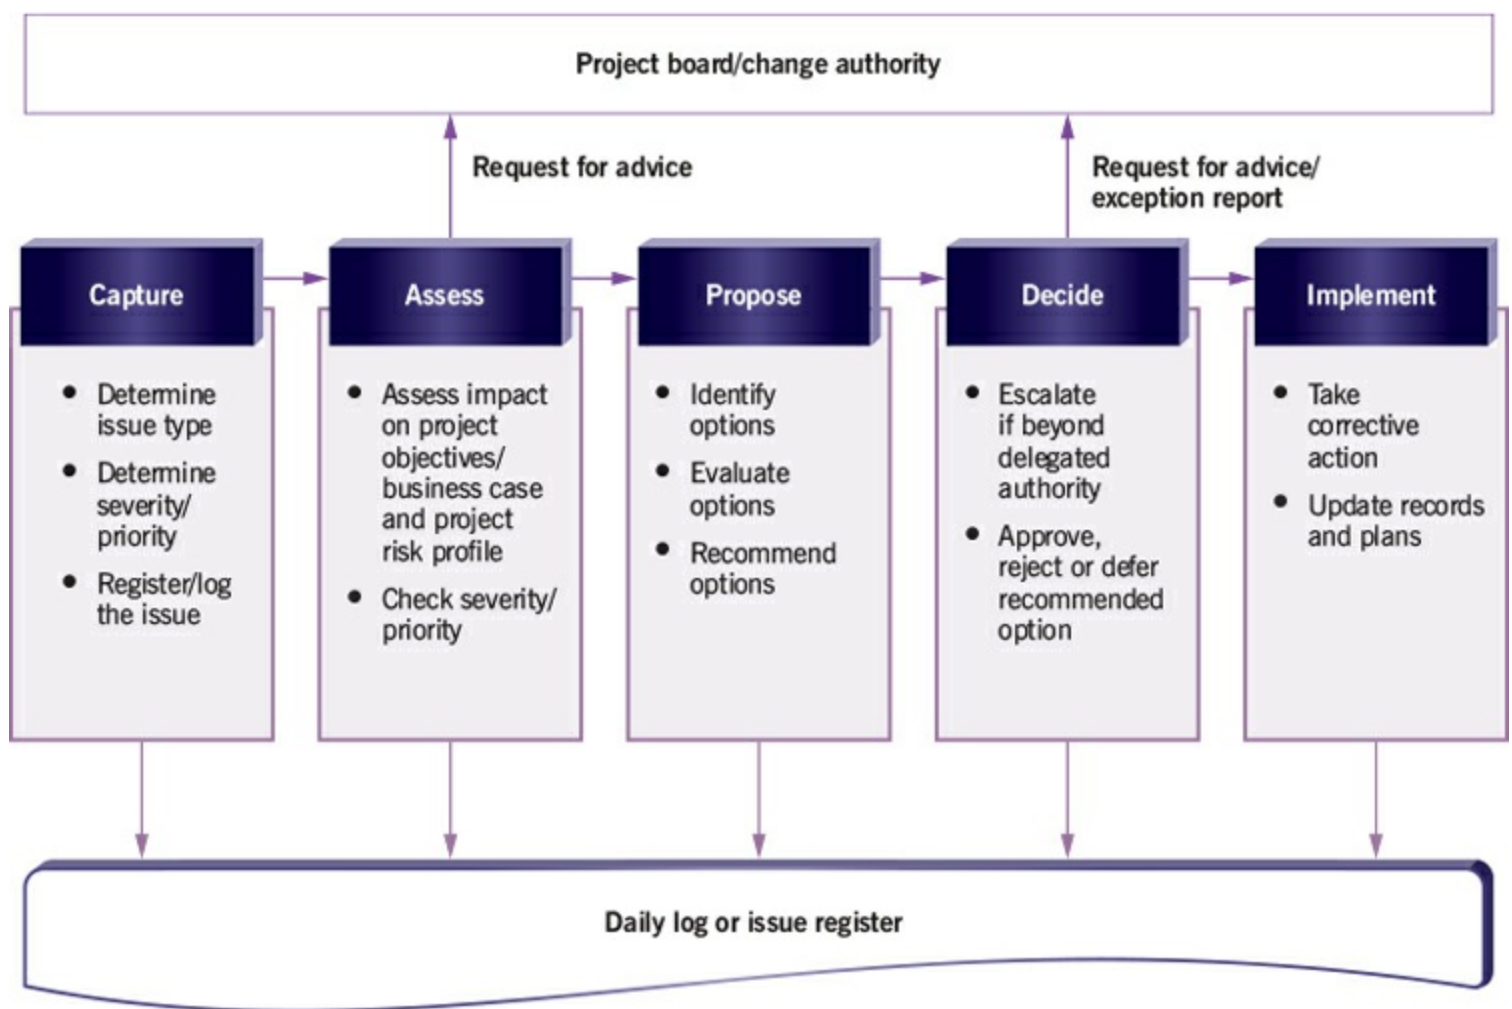 Project board/change authority
Request for advice
Request for advice/
exception report
Capture
Assess
Propose
Decide
Implement
• Determine
issue type
• Determine
severity/
priority
• Register/log
the issue
• Assess impact
on project
objectives/
business case
and project
risk profile
• Check severity/
priority
• Identify
options
• Evaluate
options
• Recommend
options
• Escalate
if beyond
delegated
authority
• Approve,
reject or defer
recommended
option
• Take
corrective
action
• Update records
and plans
Daily log or issue register